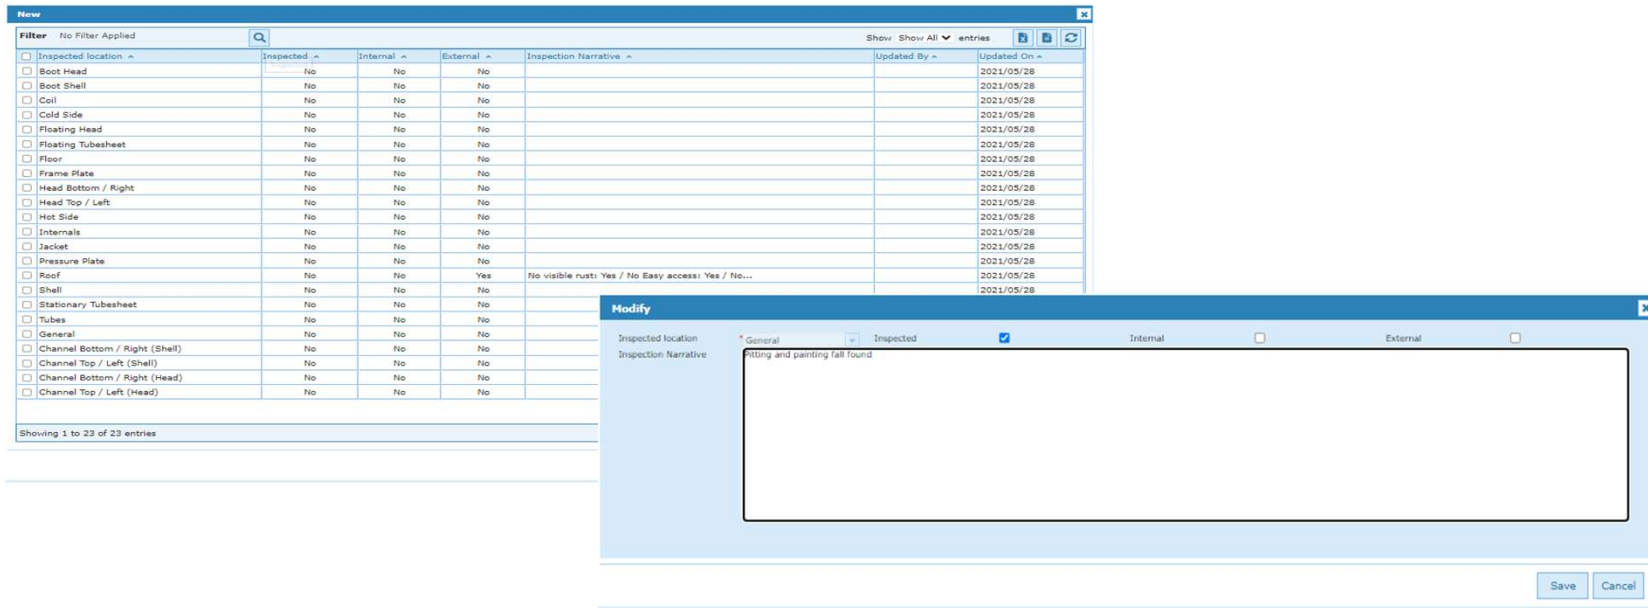 New
Filter No Filter Applied Show Show All entries
Inspected location Inspected Internal External Inspection Narrative Updated By Updated On
Boot Head No No No 2021/05/28
Boot Shell No No No 2021/05/28
Coil No No No 2021/05/28
Cold Side No No No 2021/05/28
Floating Head No No No 2021/05/28
Floating Tubesheet No No No 2021/05/28
Floor No No No 2021/05/28
Frame Plate No No No 2021/05/28
Head Bottom / Right No No No 2021/05/28
Head Top / Left No No No 2021/05/28
Hot Side No No No 2021/05/28
Internals No No No 2021/05/28
Jacket No No No 2021/05/28
Pressure Plate No No No 2021/05/28
Roof No No Yes No visible rust: Yes / No Easy access: Yes / No... 2021/05/28
Shell No No No 2021/05/28
Stationary Tubesheet No No No
Tubes No No No
General No No No
Channel Bottom / Right (Shell) No No No
Channel Top / Left (Shell) No No No
Channel Bottom / Right (Head) No No No
Channel Top / Left (Head) No No No
Showing 1 to 23 of 23 entries
Modify
Inspected location * General Inspected Internal External
Inspection Narrative Pitting and painting fall found
Save Cancel